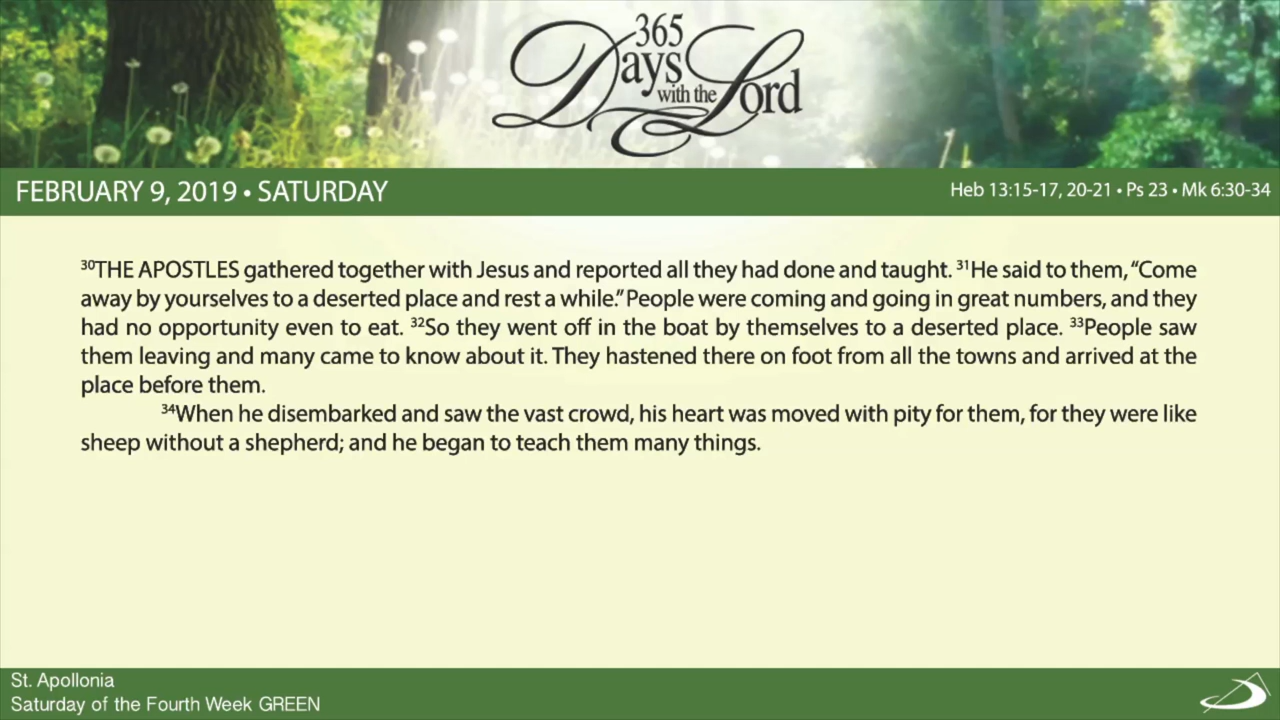 365
Days
with the Lord
FEBRUARY 9, 2019 • SATURDAY
Heb 13:15-17, 20-21 • Ps 23 • Mk 6:30-34
³⁰THE APOSTLES gathered together with Jesus and reported all they had done and taught. ³¹He said to them, “Come
away by yourselves to a deserted place and rest a while.” People were coming and going in great numbers, and they
had no opportunity even to eat. ³²So they went off in the boat by themselves to a deserted place. ³³People saw
them leaving and many came to know about it. They hastened there on foot from all the towns and arrived at the
place before them.
³⁴When he disembarked and saw the vast crowd, his heart was moved with pity for them, for they were like
sheep without a shepherd; and he began to teach them many things.
St. Apollonia
Saturday of the Fourth Week GREEN